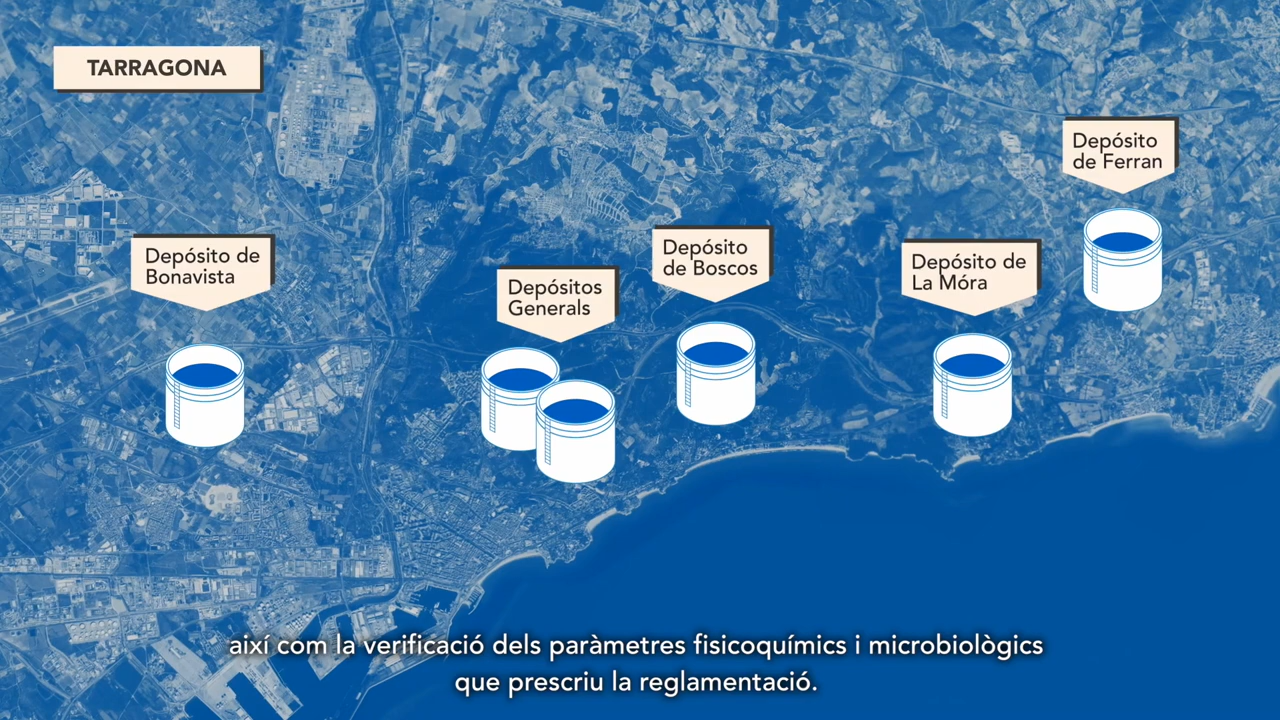 TARRAGONA
Depósito
de Ferran
Depósito de
Bonavista
Depósitos
Generals
Depósito
de Boscos
Depósito de
La Móra
així com la verificació dels paràmetres fisicoquímics i microbiològics
que prescriu la reglamentació.